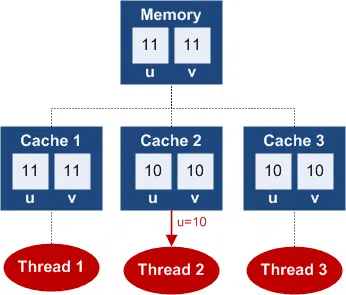 Memory
11 11
u v
Cache 1 Cache 2 Cache 3
11 11 10 10 10 10
u v u v u v
u=10
Thread 1 Thread 2 Thread 3